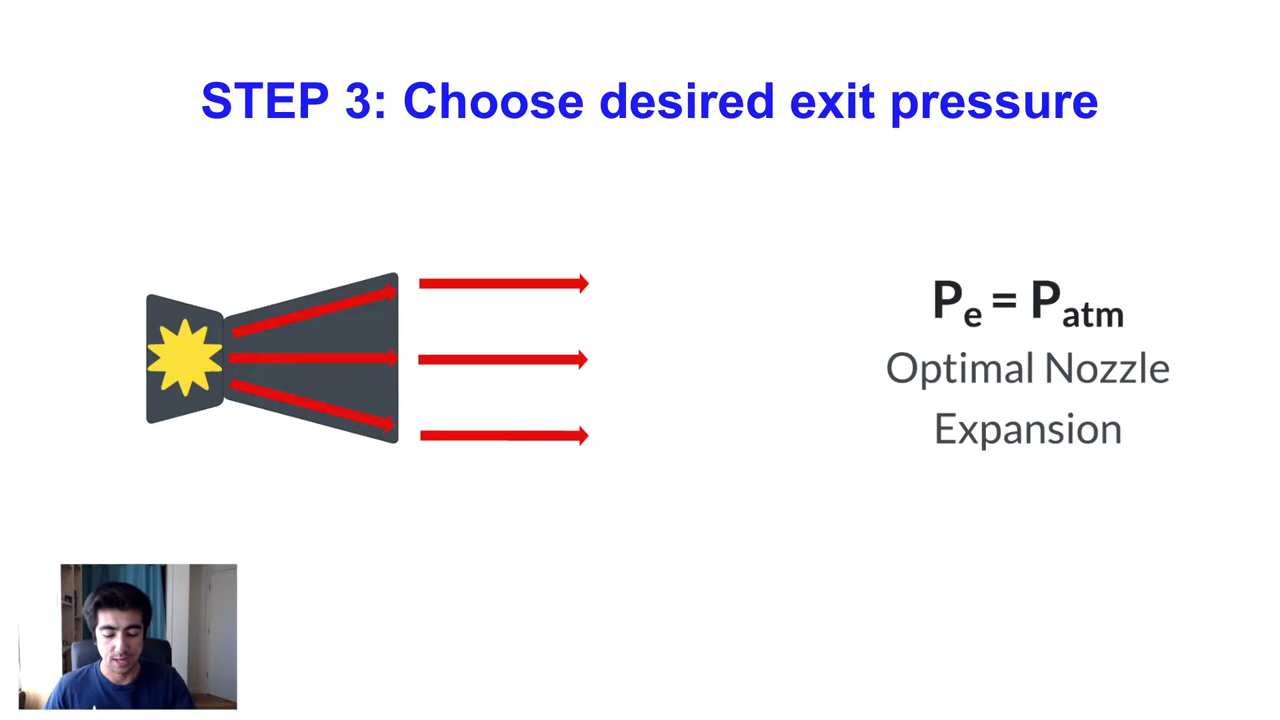 STEP 3: Choose desired exit pressure
Pe = Patm
Optimal Nozzle
Expansion